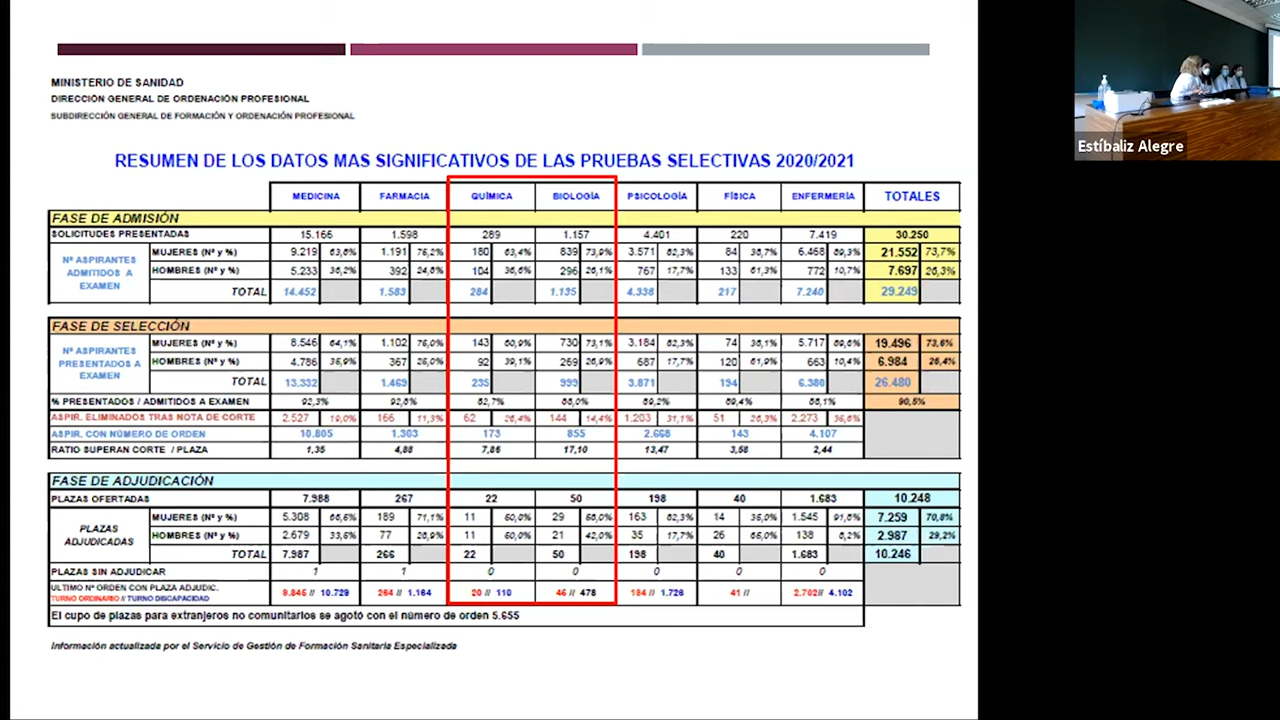 MINISTERIO DE SANIDAD
DIRECCIÓN GENERAL DE ORDENACIÓN PROFESIONAL
SUBDIRECCIÓN GENERAL DE FORMACIÓN Y ORDENACIÓN PROFESIONAL
Estíbaliz Alegre
RESUMEN DE LOS DATOS MAS SIGNIFICATIVOS DE LAS PRUEBAS SELECTIVAS 2020/2021
MEDICINA FARMACIA QUÍMICA BIOLOGÍA PSICOLOGÍA FÍSICA ENFERMERÍA TOTALES
FASE DE ADMISIÓN
SOLICITUDES PRESENTADAS 15.166 1.598 289 1.157 4.401 220 7.419 30.250
Nº ASPIRANTES ADMITIDOS A EXAMEN
MUJERES (Nº y %) 9.219 63,8% 1.191 75,2% 180 63,4% 839 73,9% 3.571 82,3% 84 38,7% 6.468 89,3% 21.552 73,7%
HOMBRES (Nº y %) 5.233 36,2% 392 24,8% 104 36,6% 296 26,1% 767 17,7% 133 61,3% 772 10,7% 7.697 26,3%
TOTAL 14.452 1.583 284 1.135 4.338 217 7.240 29.249
FASE DE SELECCIÓN
Nº ASPIRANTES PRESENTADOS A EXAMEN
MUJERES (Nº y %) 8.546 64,1% 1.102 75,0% 143 60,9% 730 73,1% 3.184 82,3% 74 38,1% 5.717 89,6% 19.496 73,6%
HOMBRES (Nº y %) 4.786 35,9% 367 25,0% 92 39,1% 269 26,9% 687 17,7% 120 61,9% 663 10,4% 6.984 26,4%
TOTAL 13.332 1.469 235 999 3.871 194 6.380 26.480
% PRESENTADOS / ADMITIDOS A EXAMEN 92,3% 92,8% 82,7% 88,0% 89,2% 89,4% 88,1% 90,5%
ASPIR. ELIMINADOS TRAS NOTA DE CORTE 2.527 19,0% 166 11,3% 62 26,4% 144 14,4% 1.203 31,1% 51 26,3% 2.273 35,6%
ASPIR. CON NÚMERO DE ORDEN 10.805 1.303 173 855 2.668 143 4.107
RATIO SUPERAN CORTE / PLAZA 1,35 4,88 7,86 17,10 13,47 3,58 2,44
FASE DE ADJUDICACIÓN
PLAZAS OFERTADAS 7.988 267 22 50 198 40 1.683 10.248
PLAZAS ADJUDICADAS
MUJERES (Nº y %) 5.308 66,5% 189 71,1% 11 50,0% 29 58,0% 163 82,3% 14 35,0% 1.545 91,8% 7.259 70,8%
HOMBRES (Nº y %) 2.679 33,5% 77 28,9% 11 50,0% 21 42,0% 35 17,7% 26 65,0% 138 8,2% 2.987 29,2%
TOTAL 7.987 266 22 50 198 40 1.683 10.246
PLAZAS SIN ADJUDICAR 1 1 0 0 0 0 0
ULTIMO Nº ORDEN CON PLAZA ADJUDIC.
TURNO ORDINARIO // TURNO DISCAPACIDAD 9.845 // 10.729 264 // 1.164 20 // 110 46 // 478 184 // 1.726 41 // 2.702 // 4.102
El cupo de plazas para extranjeros no comunitarios se agotó con el número de orden 5.655
Información actualizada por el Servicio de Gestión de Formación Sanitaria Especializada